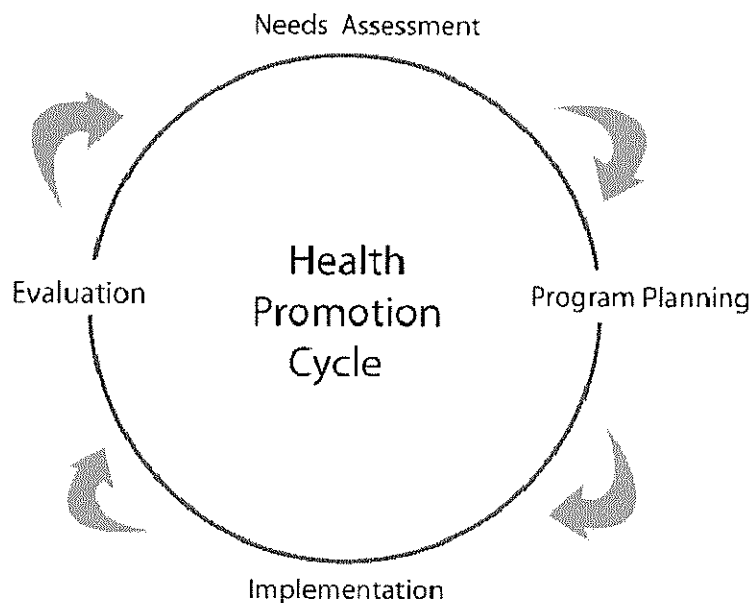 Needs Assessment
Evaluation
Health
Promotion
Cycle
Program Planning
Implementation